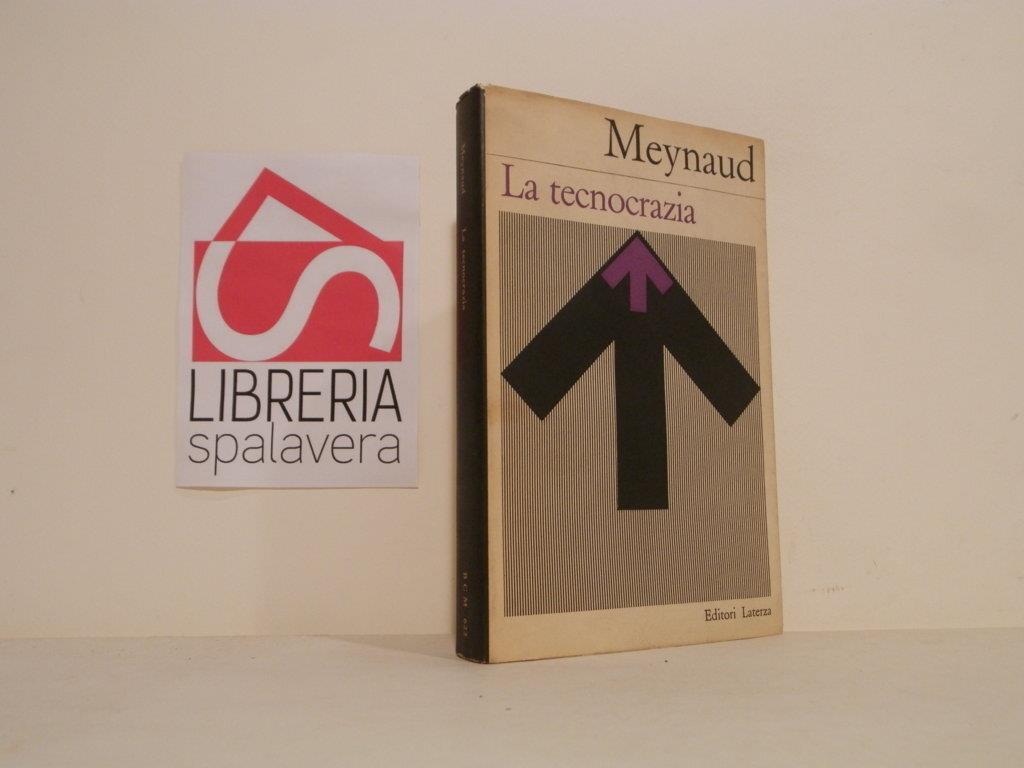 LIBRERIA
spalavera
Meynaud
La tecnocrazia
Editori Laterza
Meynaud La tecnocrazia